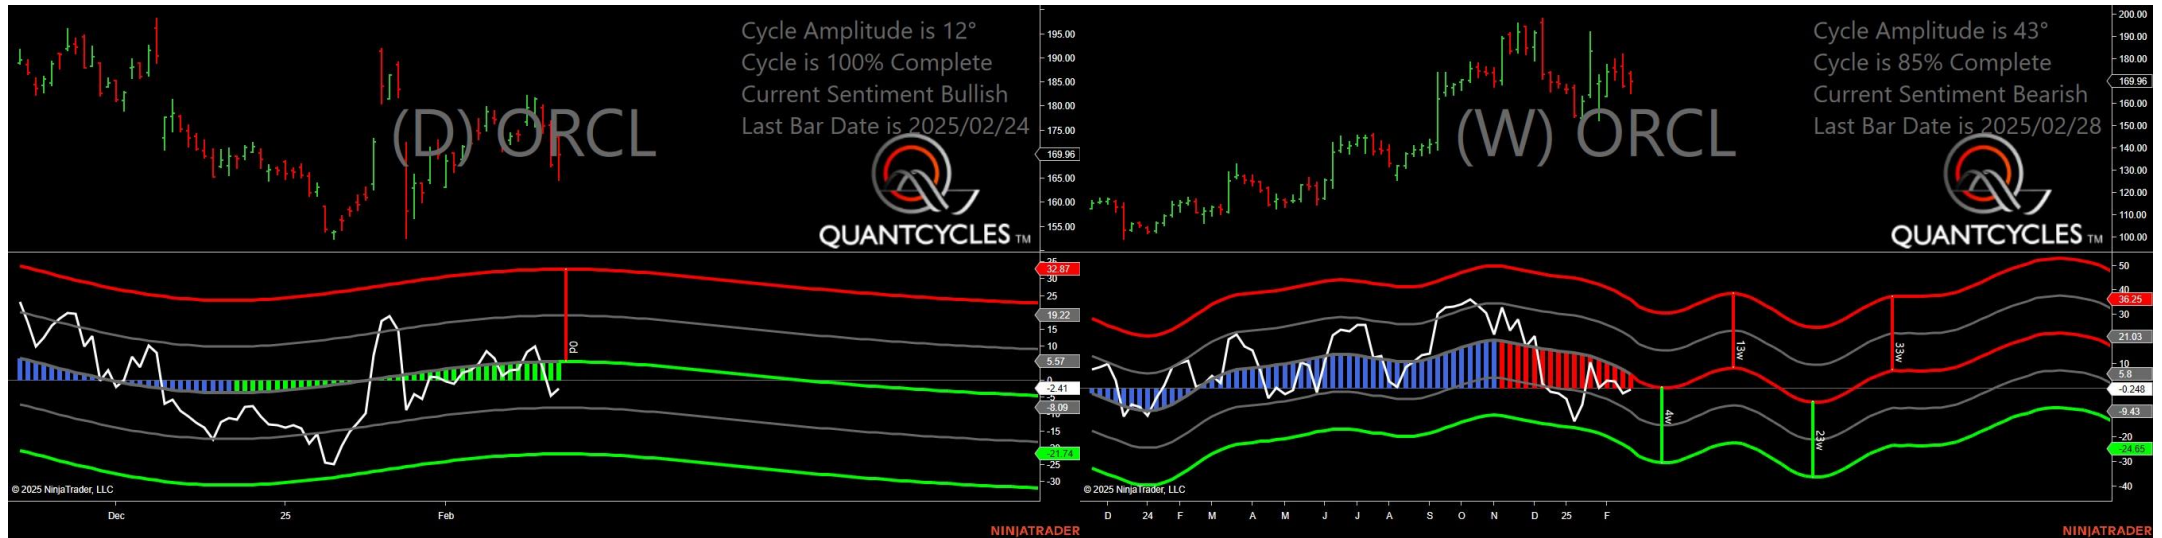 Cycle Amplitude is 12°
Cycle is 100% Complete
Current Sentiment Bullish
Last Bar Date is 2025/02/24
(D) ORCL
QUANTCYCLES TM
195.00
190.00
185.00
180.00
175.00
169.96
165.00
160.00
155.00
35
32.87
30
25
19.22
15
10
5.57
0
-2.41
-5
-8.09
-10
-15
-20
-21.74
-25
-30
0d
© 2025 NinjaTrader, LLC
Dec
25
Feb
NINJATRADER
Cycle Amplitude is 43°
Cycle is 85% Complete
Current Sentiment Bearish
Last Bar Date is 2025/02/28
(W) ORCL
QUANTCYCLES TM
200.00
190.00
180.00
169.96
160.00
150.00
140.00
130.00
120.00
110.00
100.00
50
40
36.25
30
21.03
10
5.8
-0.248
-9.43
-20
-24.65
-30
-40
4w
13w
23w
33w
© 2025 NinjaTrader, LLC
D
24
F
M
A
M
J
J
A
S
O
N
D
25
F
NINJATRADER